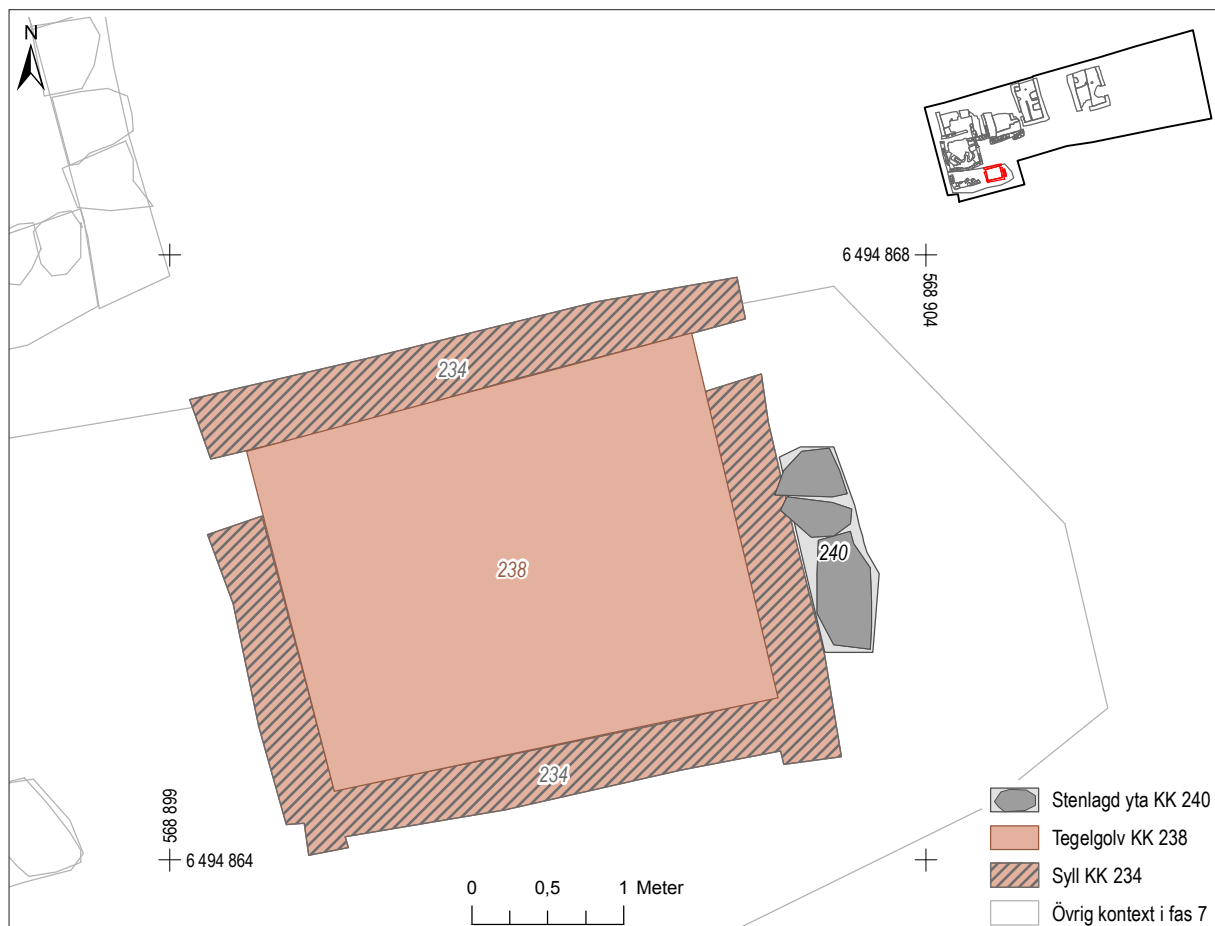 N
6 494 868
568 904
234
238
240
234
568 899
6 494 864
0 0,5 1 Meter
Stenlagd yta KK 240
Tegelgolv KK 238
Syll KK 234
Övrig kontext i fas 7